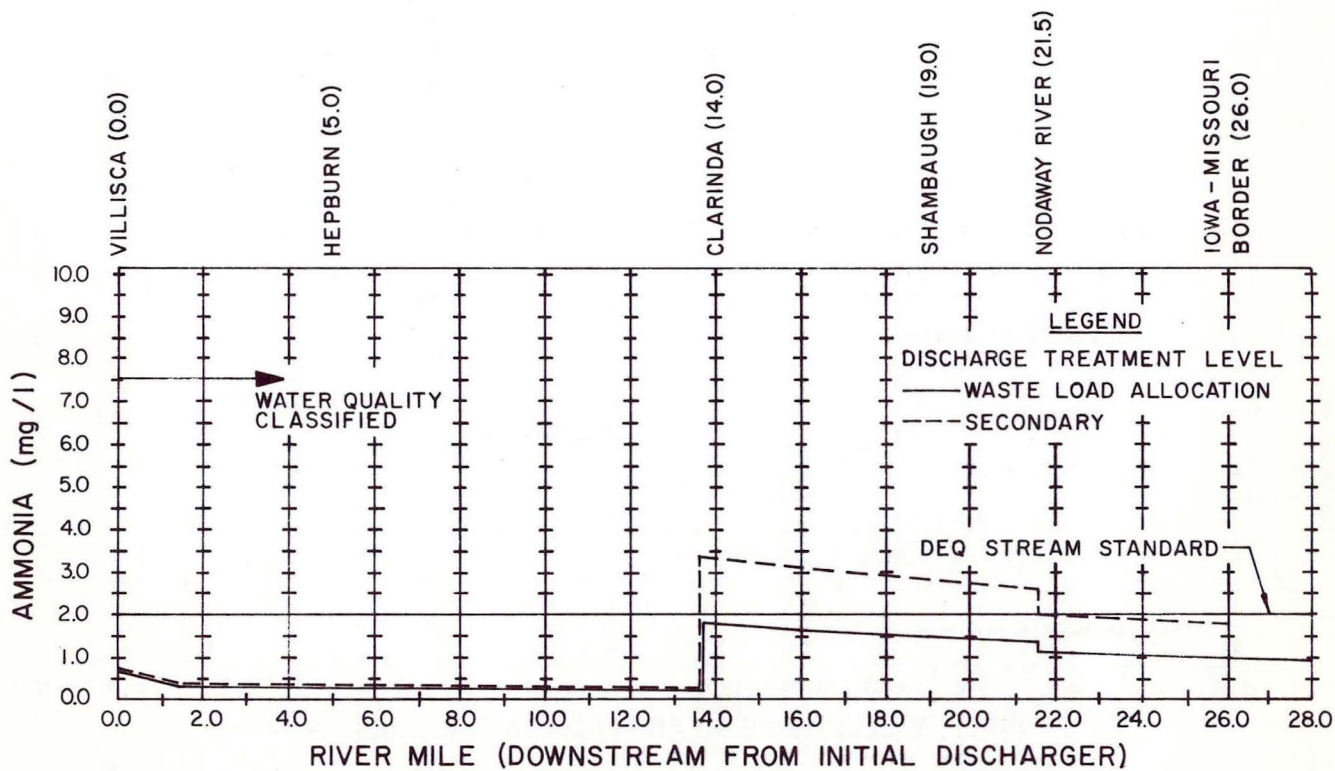 VILLISCA (0.0)
HEPBURN (5.0)
CLARINDA (14.0)
SHAMBAUGH (19.0)
NODAWAY RIVER (21.5)
IOWA-MISSOURI
BORDER (26.0)
AMMONIA (mg/l)
10.0
9.0
8.0
7.0
6.0
5.0
4.0
3.0
2.0
1.0
0.0
WATER QUALITY
CLASSIFIED
LEGEND
DISCHARGE TREATMENT LEVEL
WASTE LOAD ALLOCATION
SECONDARY
DEQ STREAM STANDARD
0.0 2.0 4.0 6.0 8.0 10.0 12.0 14.0 16.0 18.0 20.0 22.0 24.0 26.0 28.0
RIVER MILE (DOWNSTREAM FROM INITIAL DISCHARGER)